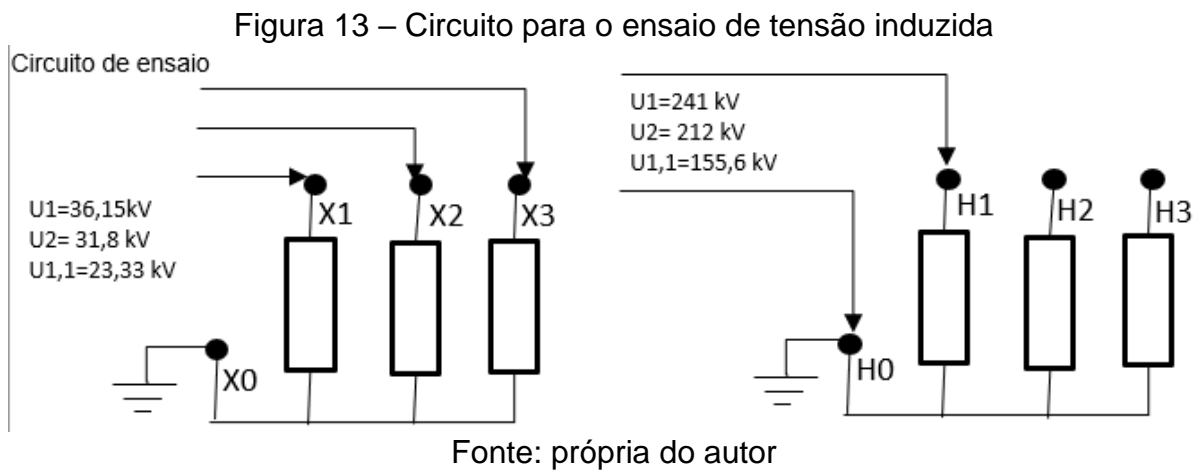 Figura 13 – Circuito para o ensaio de tensão induzida
Circuito de ensaio
U1=36,15kV
U2= 31,8 kV
U1,1=23,33 kV
X1
X2
X3
X0
U1=241 kV
U2= 212 kV
U1,1=155,6 kV
H1
H2
H3
H0
Fonte: própria do autor